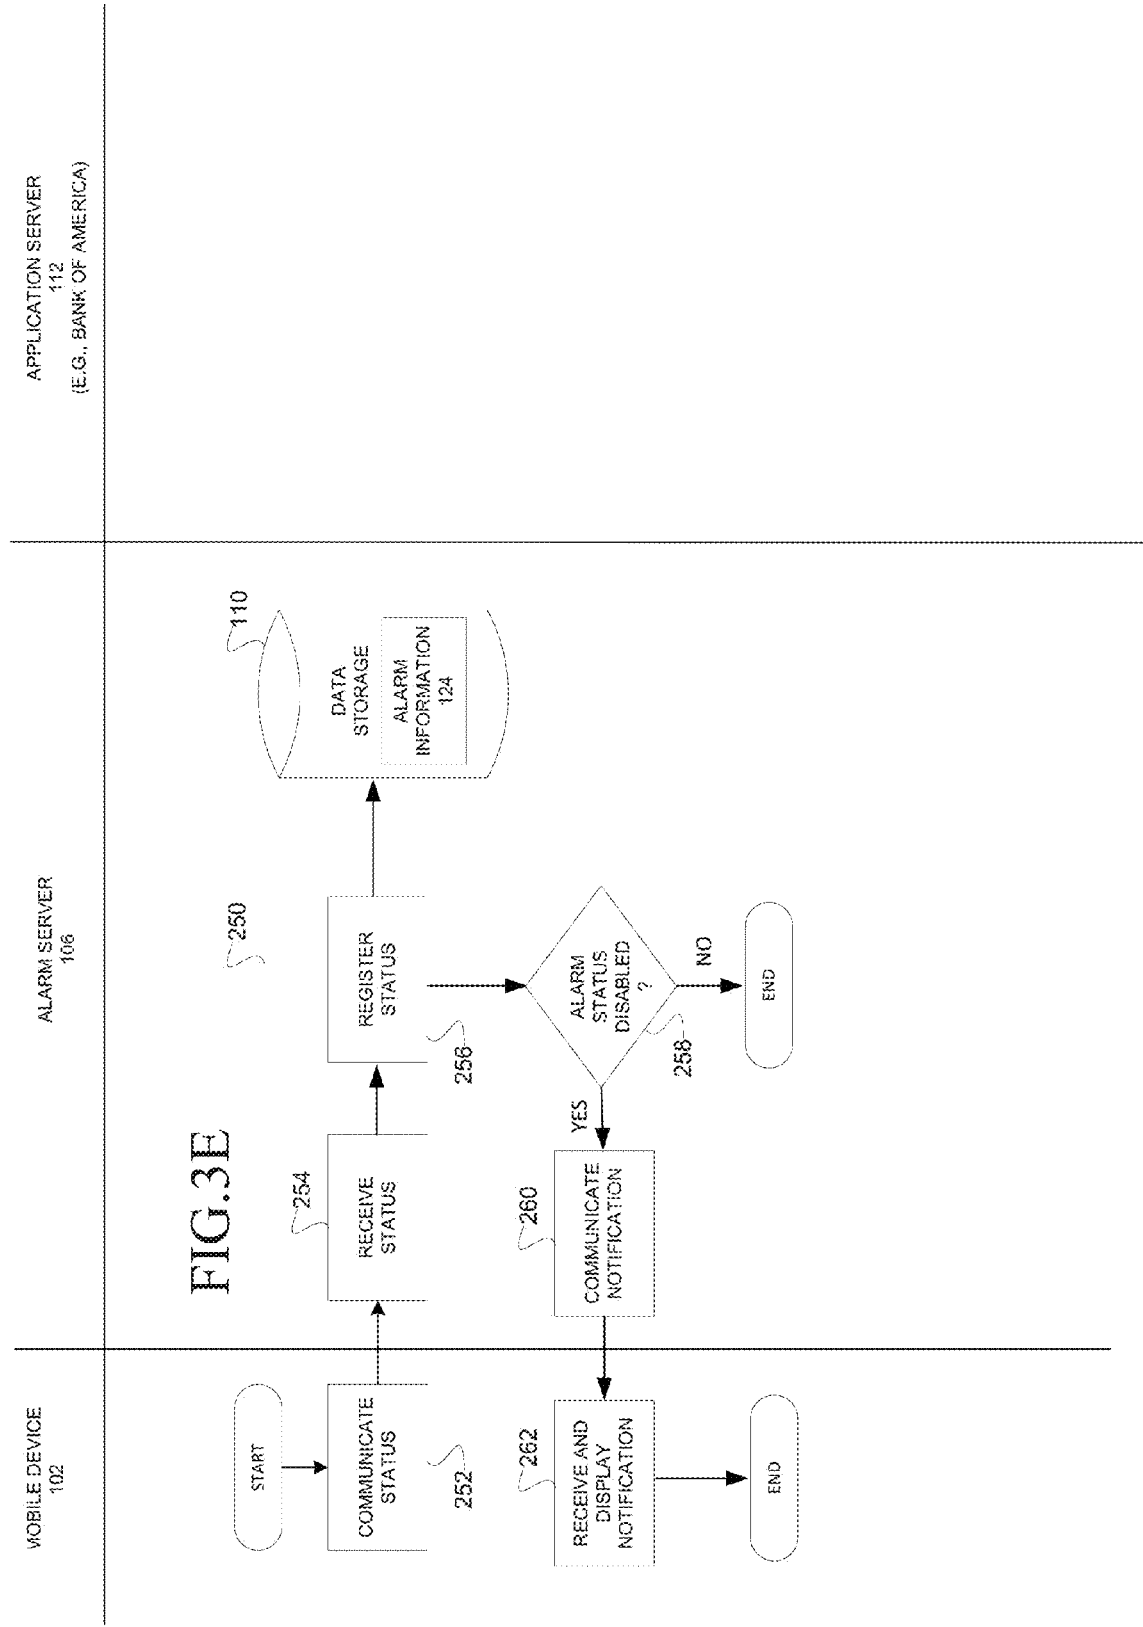 MOBILE DEVICE
102
ALARM SERVER
106
APPLICATION SERVER
112
(E.G., BANK OF AMERICA)
FIG.3E
250
START
COMMUNICATE
STATUS
252
RECEIVE
STATUS
254
REGISTER
STATUS
256
110
DATA
STORAGE
ALARM
INFORMATION
124
ALARM
STATUS
DISABLED
?
258
YES
NO
END
COMMUNICATE
NOTIFICATION
260
RECEIVE AND
DISPLAY
NOTIFICATION
262
END